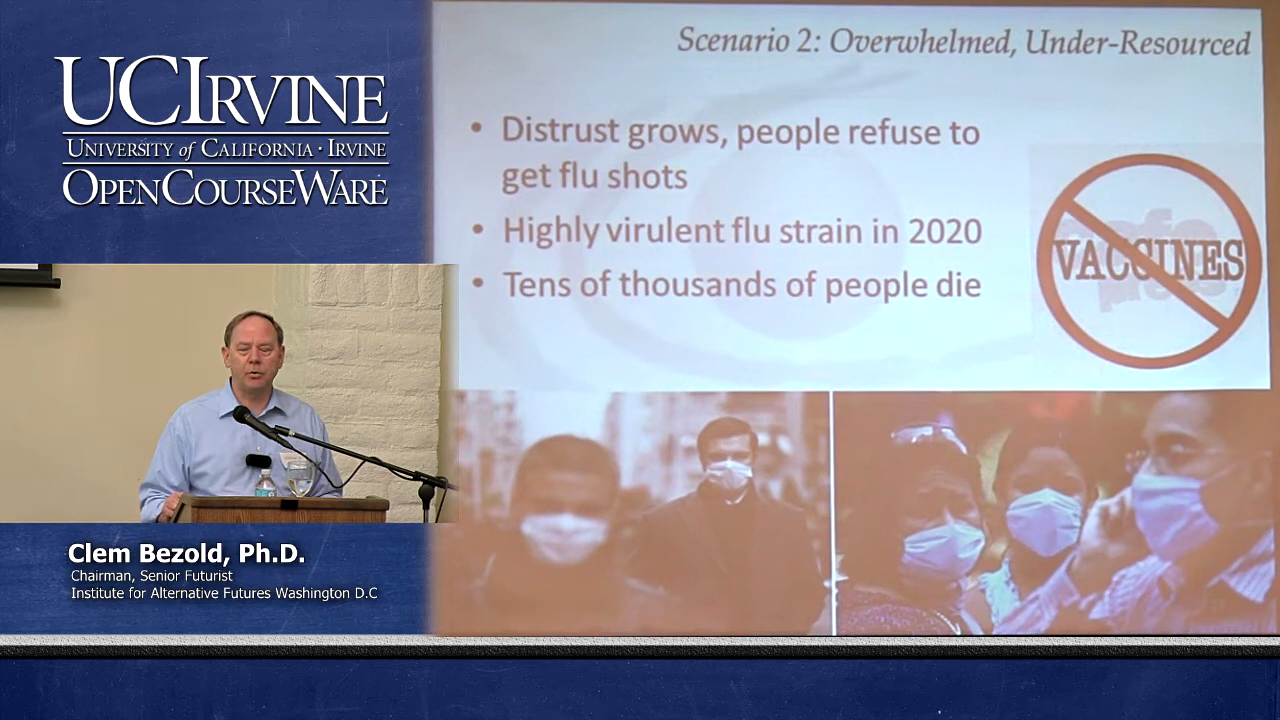 UCIRVINE
UNIVERSITY of CALIFORNIA · IRVINE
OPENCOURSEWARE
Scenario 2: Overwhelmed, Under-Resourced
• Distrust grows, people refuse to
get flu shots
• Highly virulent flu strain in 2020
• Tens of thousands of people die
VACCINES
Clem Bezold, Ph.D.
Chairman, Senior Futurist
Institute for Alternative Futures Washington D.C